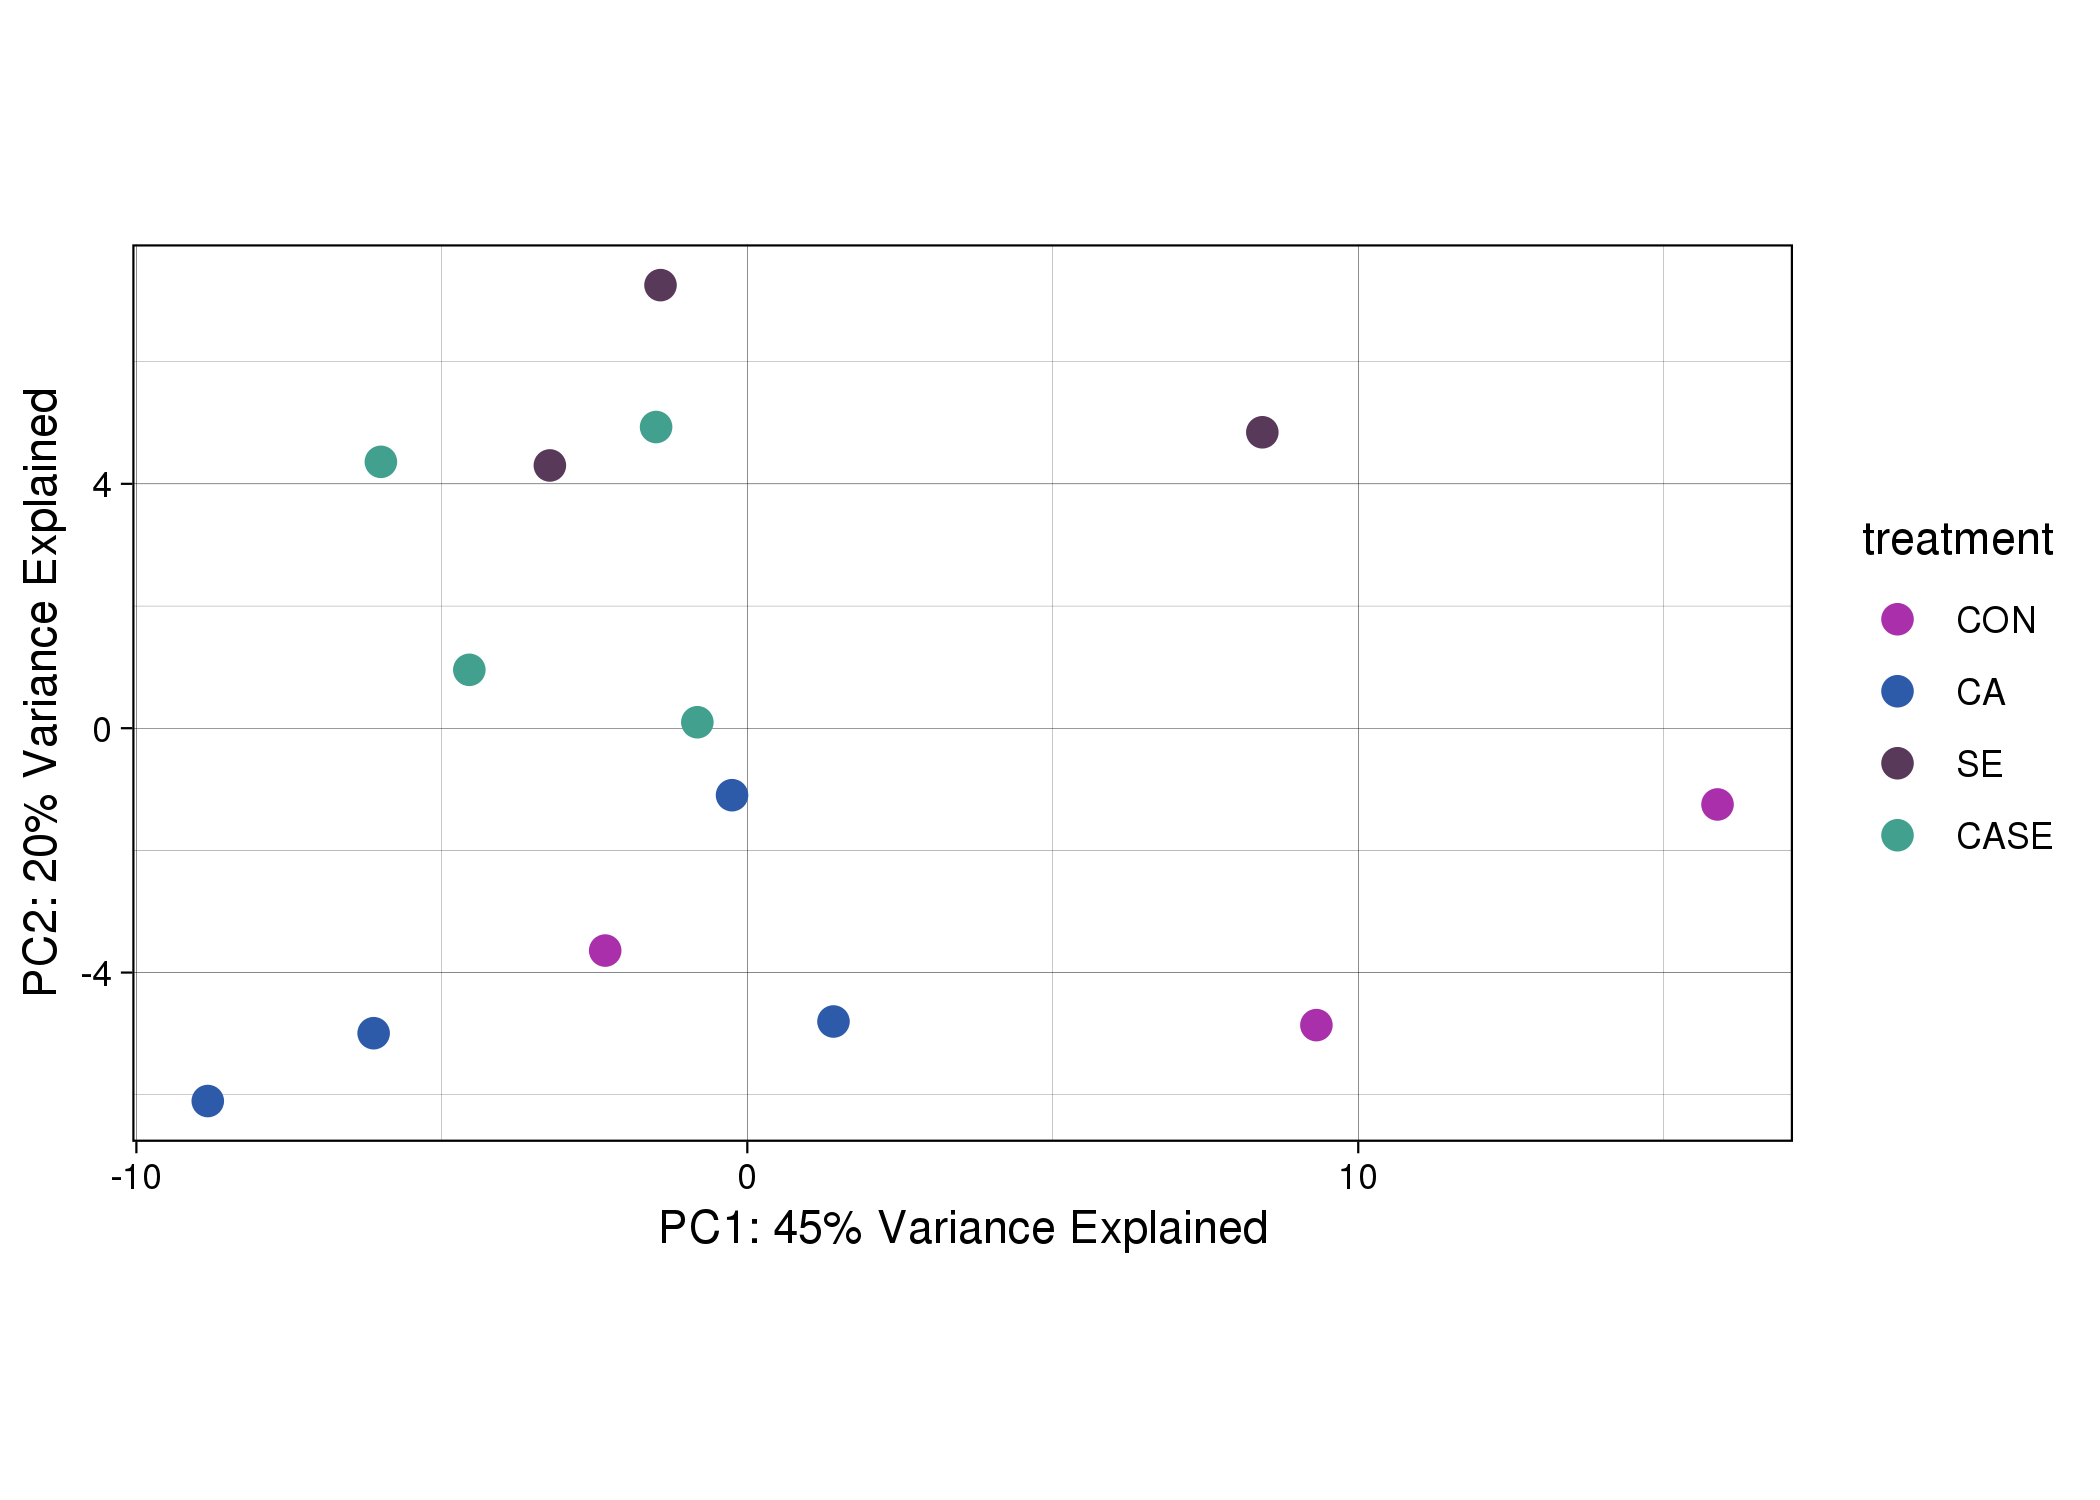 PC2: 20% Variance Explained
4
0
-4
-10
0
10
PC1: 45% Variance Explained
treatment
CON
CA
SE
CASE